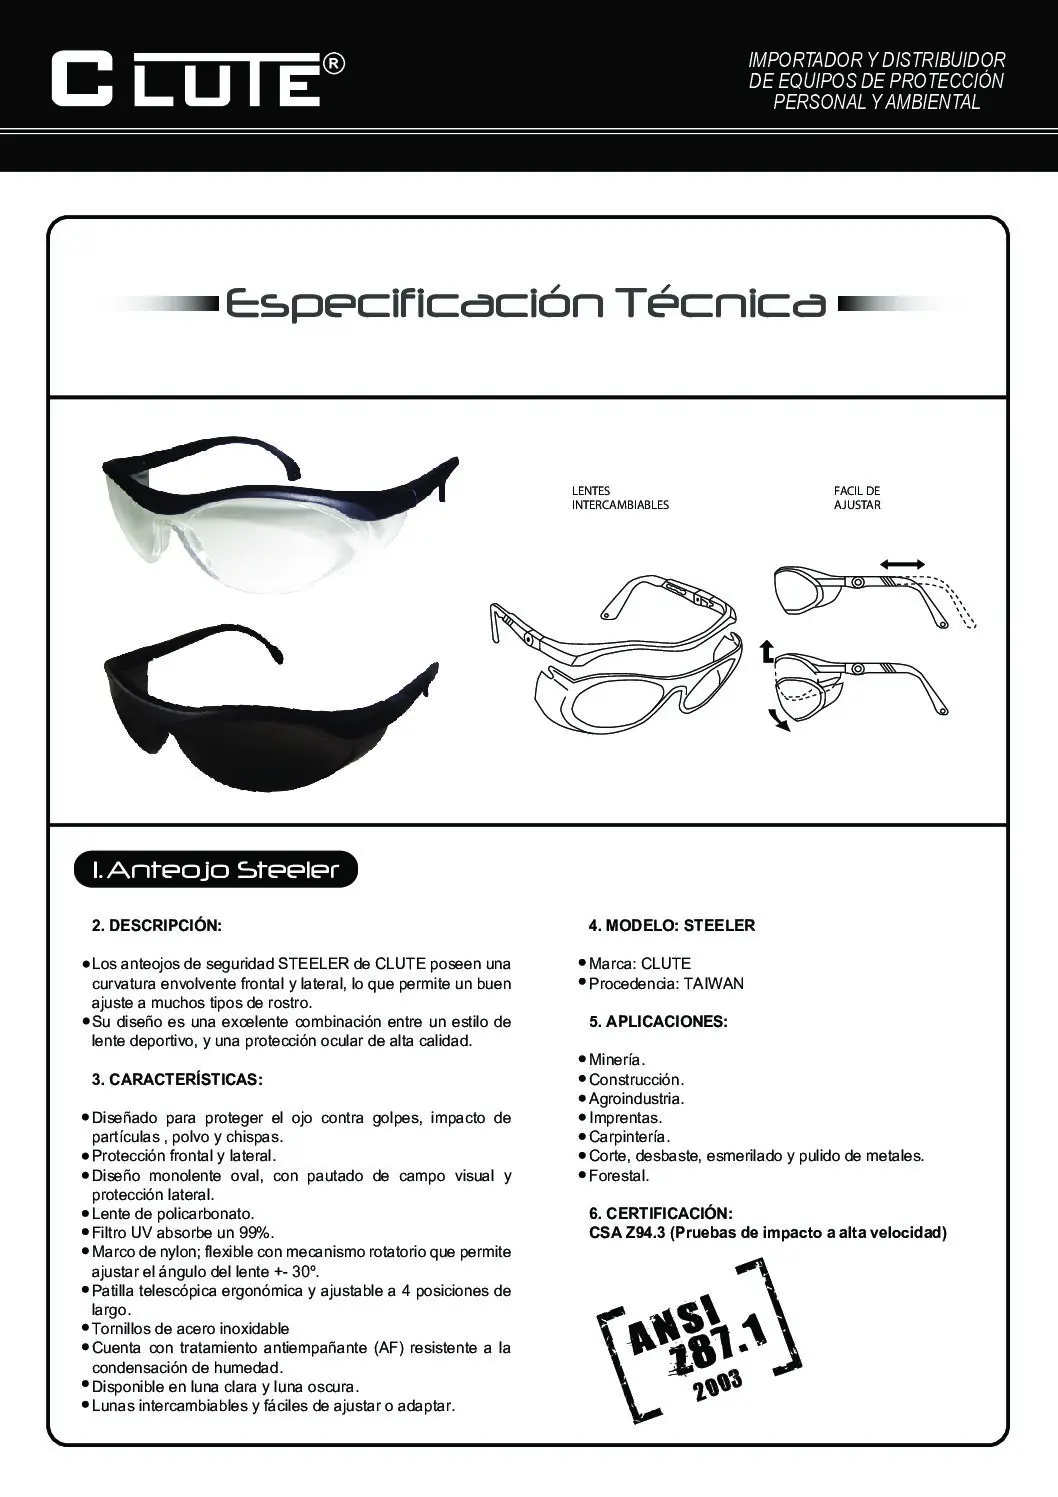 CLUTE®
IMPORTADOR Y DISTRIBUIDOR
DE EQUIPOS DE PROTECCIÓN
PERSONAL Y AMBIENTAL
Especificación Técnica
LENTES
INTERCAMBIABLES
FACIL DE
AJUSTAR
1. Anteojo Steeler
2. DESCRIPCIÓN:
• Los anteojos de seguridad STEELER de CLUTE poseen una
curvatura envolvente frontal y lateral, lo que permite un buen
ajuste a muchos tipos de rostro.
• Su diseño es una excelente combinación entre un estilo de
lente deportivo, y una protección ocular de alta calidad.
3. CARACTERÍSTICAS:
• Diseñado para proteger el ojo contra golpes, impacto de
partículas , polvo y chispas.
• Protección frontal y lateral.
• Diseño monolente oval, con pautado de campo visual y
protección lateral.
• Lente de policarbonato.
• Filtro UV absorbe un 99%.
• Marco de nylon; flexible con mecanismo rotatorio que permite
ajustar el ángulo del lente +- 30º.
• Patilla telescópica ergonómica y ajustable a 4 posiciones de
largo.
• Tornillos de acero inoxidable
• Cuenta con tratamiento antiempañante (AF) resistente a la
condensación de humedad.
• Disponible en luna clara y luna oscura.
• Lunas intercambiables y fáciles de ajustar o adaptar.
4. MODELO: STEELER
• Marca: CLUTE
• Procedencia: TAIWAN
5. APLICACIONES:
• Minería.
• Construcción.
• Agroindustria.
• Imprentas.
• Carpintería.
• Corte, desbaste, esmerilado y pulido de metales.
• Forestal.
6. CERTIFICACIÓN:
CSA Z94.3 (Pruebas de impacto a alta velocidad)
ANSI
Z87.1
2003